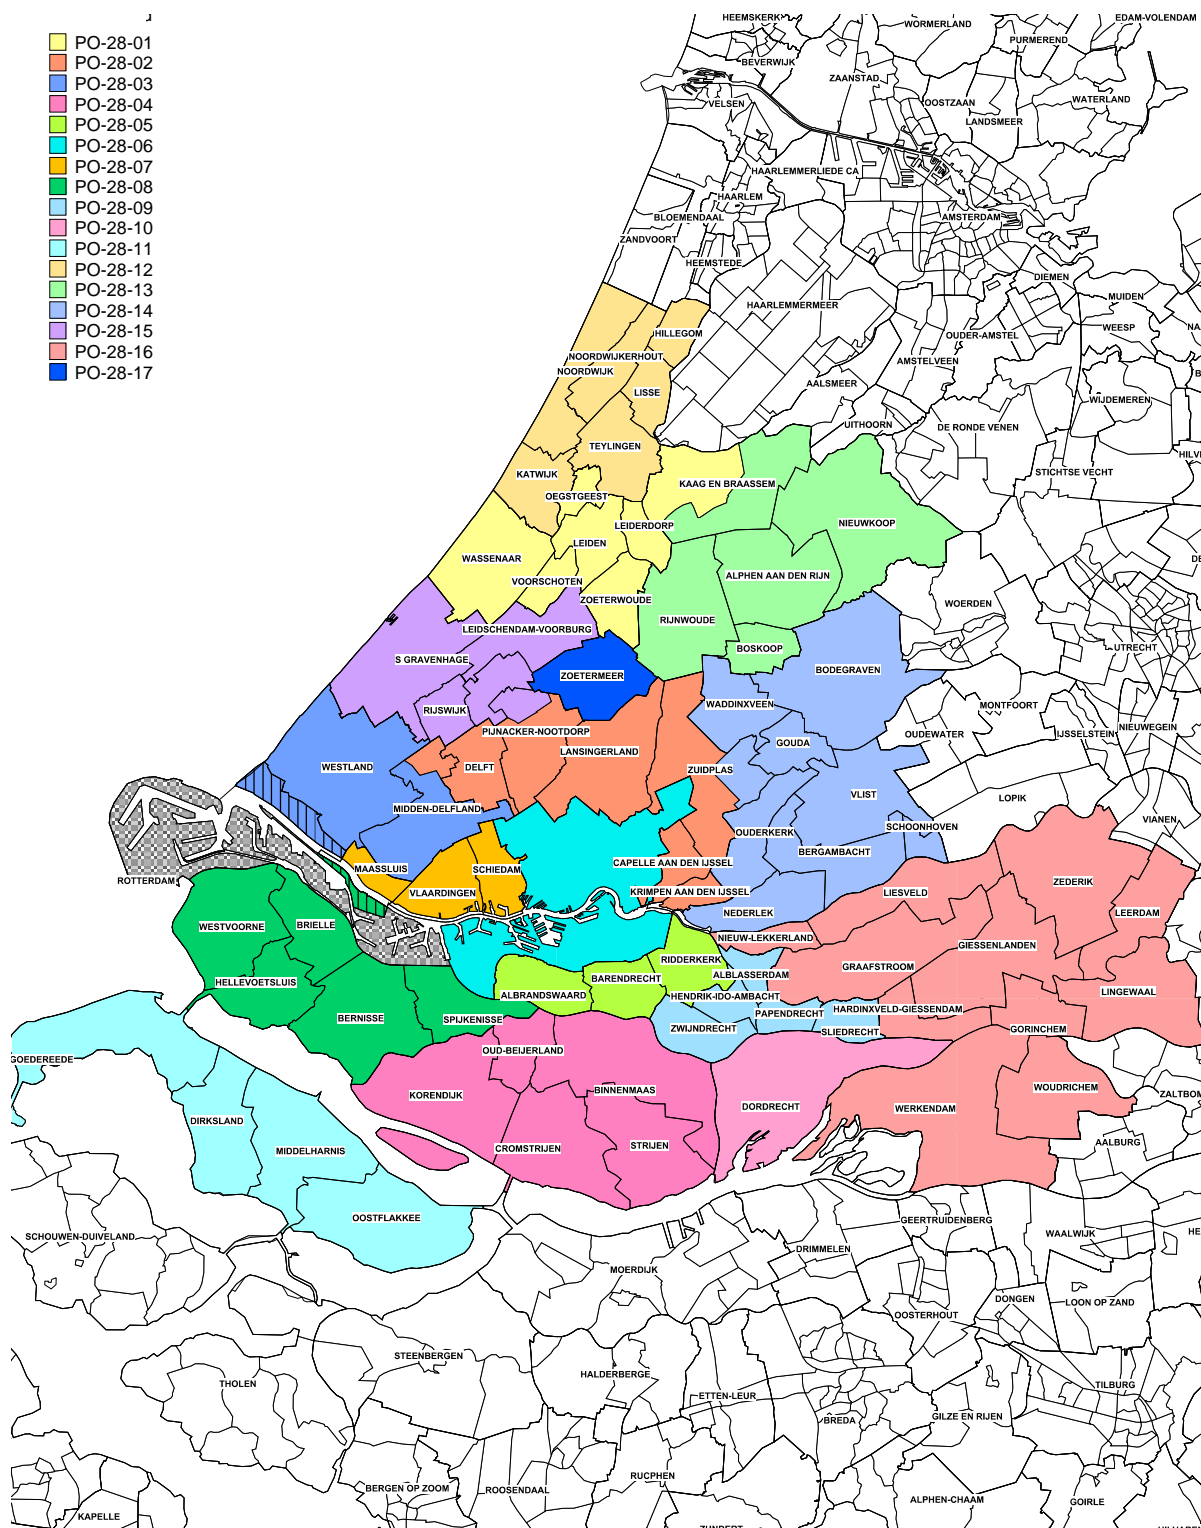 PO-28-01
PO-28-02
PO-28-03
PO-28-04
PO-28-05
PO-28-06
PO-28-07
PO-28-08
PO-28-09
PO-28-10
PO-28-11
PO-28-12
PO-28-13
PO-28-14
PO-28-15
PO-28-16
PO-28-17
HEEMSKERK
EDAM-VOLENDAM
WORMERLAND
PURMEREND
BEVERWIJK
ZAANSTAD
VELSEN
OOSTZAAN
WATERLAND
LANDSMEER
HAARLEMMERLIEDE CA
HAARLEM
BLOEMENDAAL
AMSTERDAM
ZANDVOORT
HEEMSTEDE
DIEMEN
MUIDEN
HAARLEMMERMEER
WEESP
NA
HILLEGOM
OUDER-AMSTEL
NOORDWIJKERHOUT
AMSTELVEEN
NOORDWIJK
B
AALSMEER
LISSE
WIJDEMEREN
UITHOORN
DE RONDE VENEN
TEYLINGEN
HILV
STICHTSE VECHT
KATWIJK
KAAG EN BRAASSEM
OEGSTGEEST
LEIDERDORP
NIEUWKOOP
LEIDEN
WASSENAAR
DE
ALPHEN AAN DEN RIJN
VOORSCHOTEN
ZOETERWOUDE
WOERDEN
RIJNWOUDE
LEIDSCHENDAM-VOORBURG
BOSKOOP
UTRECHT
S GRAVENHAGE
BODEGRAVEN
ZOETERMEER
WADDINXVEEN
MONTFOORT
RIJSWIJK
NIEUWEGEIN
PIJNACKER-NOOTDORP
OUDEWATER
IJSSELSTEIN
GOUDA
LANSINGERLAND
WESTLAND
DELFT
ZUIDPLAS
VLIST
LOPIK
MIDDEN-DELFLAND
VIANEN
SCHOONHOVEN
OUDERKERK
BERGAMBACHT
CAPELLE AAN DEN IJSSEL
MAASSLUIS
SCHIEDAM
ROTTERDAM
ZEDERIK
VLAARDINGEN
KRIMPEN AAN DEN IJSSEL
LIESVELD
NEDERLEK
LEERDAM
WESTVOORNE
BRIELLE
NIEUW-LEKKERLAND
GIESSENLANDEN
RIDDERKERK
GRAAFSTROOM
ALBLASSERDAM
HELLEVOETSLUIS
BARENDRECHT
LINGEWAAL
ALBRANDSWAARD
HENDRIK-IDO-AMBACHT
HARDINXVELD-GIESSENDAM
PAPENDRECHT
BERNISSE
SPIJKENISSE
ZWIJNDRECHT
SLIEDRECHT
GORINCHEM
OUD-BEIJERLAND
GOEDEREEDE
WOUDRICHEM
BINNENMAAS
KORENDIJK
ZALTBOM
DORDRECHT
WERKENDAM
DIRKSLAND
AALBURG
STRIJEN
CROMSTRIJEN
MIDDELHARNIS
OOSTFLAKKEE
GEERTRUIDENBERG
SCHOUWEN-DUIVELAND
WAALWIJK
HE
DRIMMELEN
MOERDIJK
DONGEN
LOON OP ZAND
OOSTERHOUT
STEENBERGEN
HALDERBERGE
THOLEN
TILBURG
ETTEN-LEUR
BREDA
GILZE EN RIJEN
RUCPHEN
BERGEN OP ZOOM
ROOSENDAAL
ALPHEN-CHAAM
GOIRLE
KAPELLE